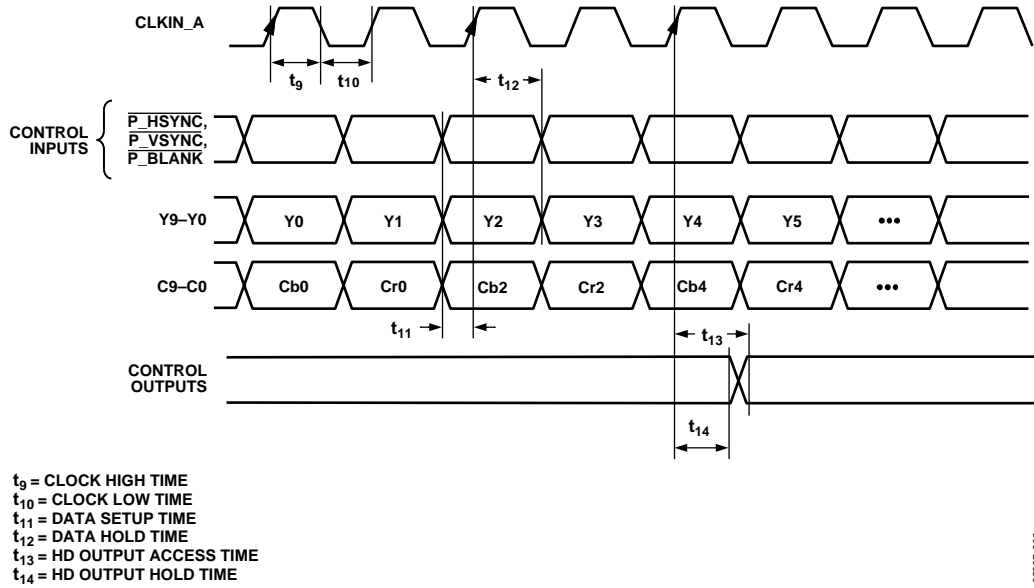 CLKIN_A
t9
t10
t12
CONTROL INPUTS
P_HSYNC,
P_VSYNC,
P_BLANK
Y9–Y0
Y0 Y1 Y2 Y3 Y4 Y5 •••
C9–C0
Cb0 Cr0 Cb2 Cr2 Cb4 Cr4 •••
t11
t13
CONTROL OUTPUTS
t14
t9 = CLOCK HIGH TIME
t10 = CLOCK LOW TIME
t11 = DATA SETUP TIME
t12 = DATA HOLD TIME
t13 = HD OUTPUT ACCESS TIME
t14 = HD OUTPUT HOLD TIME